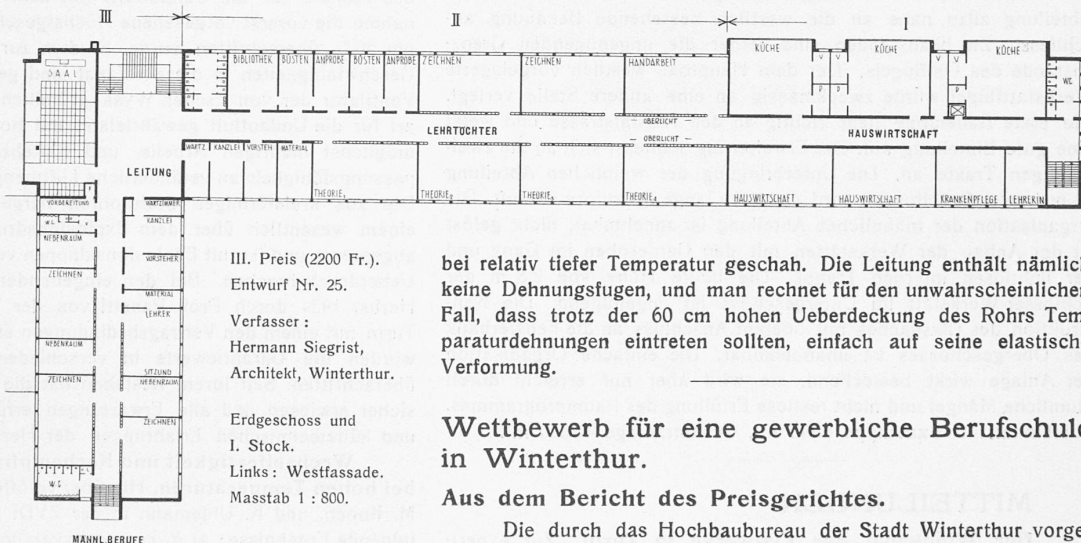 III
II
I
SAAL
BIBLIOTHEK BÜSTEN ANPROBE BÜSTEN ANPROBE ZEICHNEN ZEICHNEN HANDARBEIT
KÜCHE KÜCHE KÜCHE
OBERLICHT
LEHRTÖCHTER
OBERLICHT
HAUSWIRTSCHAFT
WARTZ KANZLEI VORSTEH MATERIAL
LEITUNG
THEORIE THEORIE THEORIE THEORIE
HAUSWIRTSCHAFT HAUSWIRTSCHAFT KRANKENPFLEGE LEHRERIN
VORBEREITUNG
WARTZIMMER
KANZLEI
NEBENRAUM
VORSTEHER
ZEICHNEN
MATERIAL
LEHRER
NEBENRAUM
SITZUNG
ZEICHNEN
NEBENRAUM
ZEICHNEN
W C
MÄNNL. BERUFE
III. Preis (2200 Fr.).
Entwurf Nr. 25.
Verfasser:
Hans Siegrist,
Architekt, Winterthur.
Erdgeschoss und
I. Stock.
Links: Westfassade.
Masstab 1 : 800.
bei relativ tiefer Temperatur geschah. Die Leitung enthält nämlich
keine Dehnungsfugen, und man rechnet für den unwahrscheinlichen
Fall, dass trotz der 60 cm hohen Ueberdeckung des Rohrs Tem-
paraturdehnungen eintreten sollten, einfach auf seine elastische
Verformung.
Wettbewerb für eine gewerbliche Berufschule
in Winterthur.
Aus dem Bericht des Preisgerichtes.
Die durch das Hochbaubureau der Stadt Winterthur vorge-